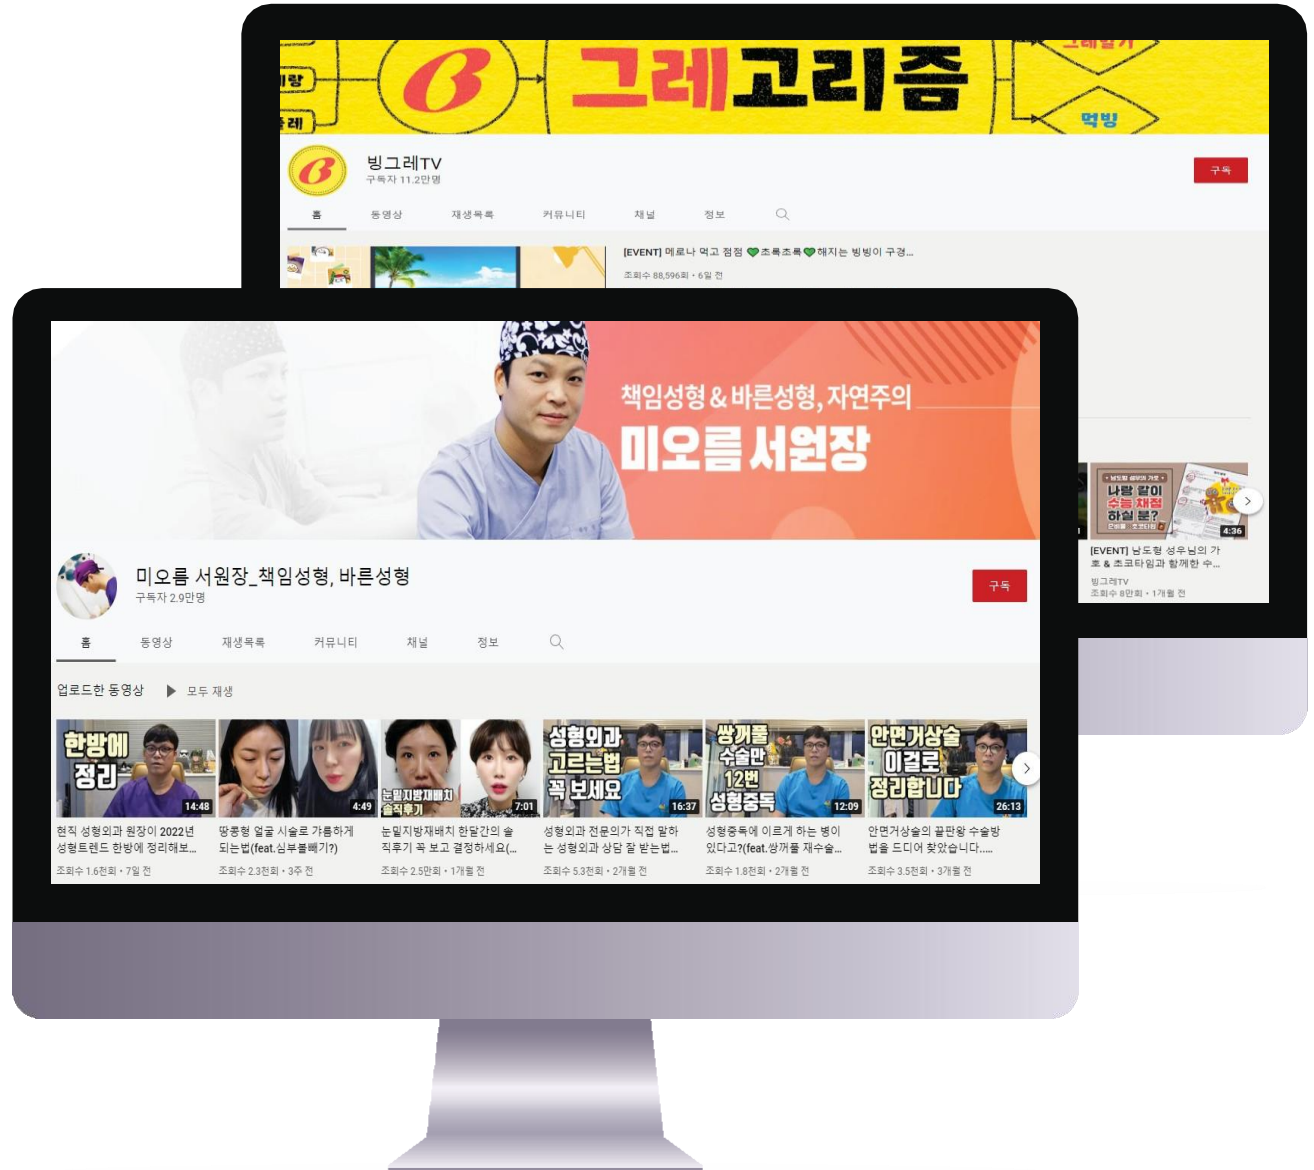 그레고리즘
먹빙
빙그레TV
구독자 11.2만명
구독
홈 동영상 재생목록 커뮤니티 채널 정보
[EVENT] 메로나 먹고 점점 💚초록초록💚해지는 빙빙이 구경...
조회수 88,596회 • 6일 전
나랑 같이
수능 채점
하실 분?
4:36
[EVENT] 남도형 성우님의 가
호 & 초코타임과 함께한 수...
빙그레TV
조회수 8만회 • 1개월 전
책임성형 & 바른성형, 자연주의
미오름 서원장
미오름 서원장_책임성형, 바른성형
구독자 2.9만명
구독
홈 동영상 재생목록 커뮤니티 채널 정보
업로드한 동영상 ▶ 모두 재생
한방에
정리
14:48
현직 성형외과 원장이 2022년
성형트렌드 한방에 정리해보...
조회수 1.6천회 • 7일 전
4:49
땅콩형 얼굴 시술로 갸름하게
되는법(feat.심부볼빼기?)
조회수 2.3천회 • 3주 전
눈밑지방재배치
솔직후기
7:01
눈밑지방재배치 한달간의 솔
직후기 꼭 보고 결정하세요(...
조회수 2.5만회 • 1개월 전
성형외과
고르는법
꼭 보세요
16:37
성형외과 전문의가 직접 말하
는 성형외과 상담 잘 받는법...
조회수 5.3천회 • 2개월 전
쌍꺼풀
수술만
12번
성형중독
12:09
성형중독에 이르게 하는 병이
있다고?(feat.쌍꺼풀 재수술...
조회수 1.8천회 • 2개월 전
안면거상술
이걸로
정리합니다
26:13
안면거상술의 끝판왕 수술방
법을 드디어 찾았습니다.....
조회수 3.5천회 • 3개월 전